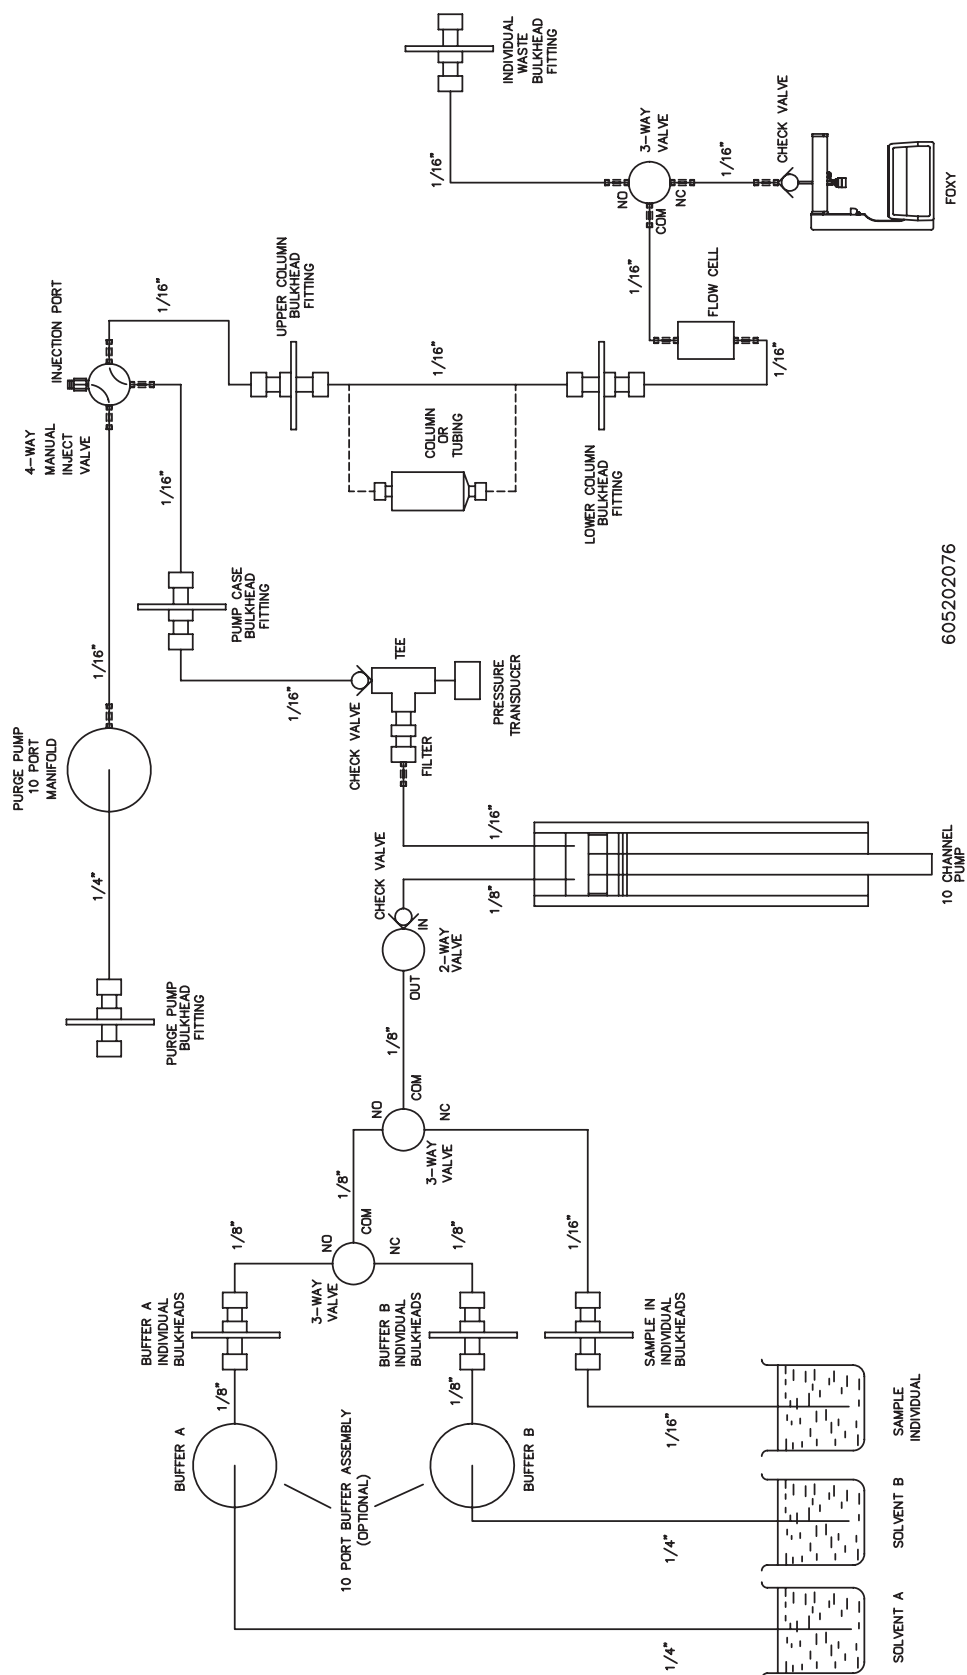 SOLVENT A
1/4"
SOLVENT B
1/4"
SAMPLE
INDIVIDUAL
1/16"
BUFFER A
10 PORT BUFFER ASSEMBLY
(OPTIONAL)
BUFFER B
1/8"
1/8"
BUFFER A
INDIVIDUAL
BULKHEADS
BUFFER B
INDIVIDUAL
BULKHEADS
SAMPLE IN
INDIVIDUAL
BULKHEADS
1/8"
NO
3-WAY
VALVE
COM
NC
1/8"
1/16"
1/8"
NO
COM
NC
3-WAY
VALVE
1/8"
OUT
2-WAY
VALVE
IN
CHECK VALVE
1/8"
1/16"
10 CHANNEL
PUMP
PURGE PUMP
BULKHEAD
FITTING
1/4"
PURGE PUMP
10 PORT
MANIFOLD
1/16"
CHECK VALVE
FILTER
TEE
PRESSURE
TRANSDUCER
1/16"
PUMP CASE
BULKHEAD
FITTING
1/16"
4-WAY
MANUAL
INJECT
VALVE
INJECTION PORT
1/16"
UPPER COLUMN
BULKHEAD
FITTING
COLUMN
OR
TUBING
1/16"
LOWER COLUMN
BULKHEAD
FITTING
1/16"
FLOW CELL
1/16"
NO
COM
NC
3-WAY
VALVE
1/16"
INDIVIDUAL
WASTE
BULKHEAD
FITTING
1/16"
CHECK VALVE
FOXY
605202076